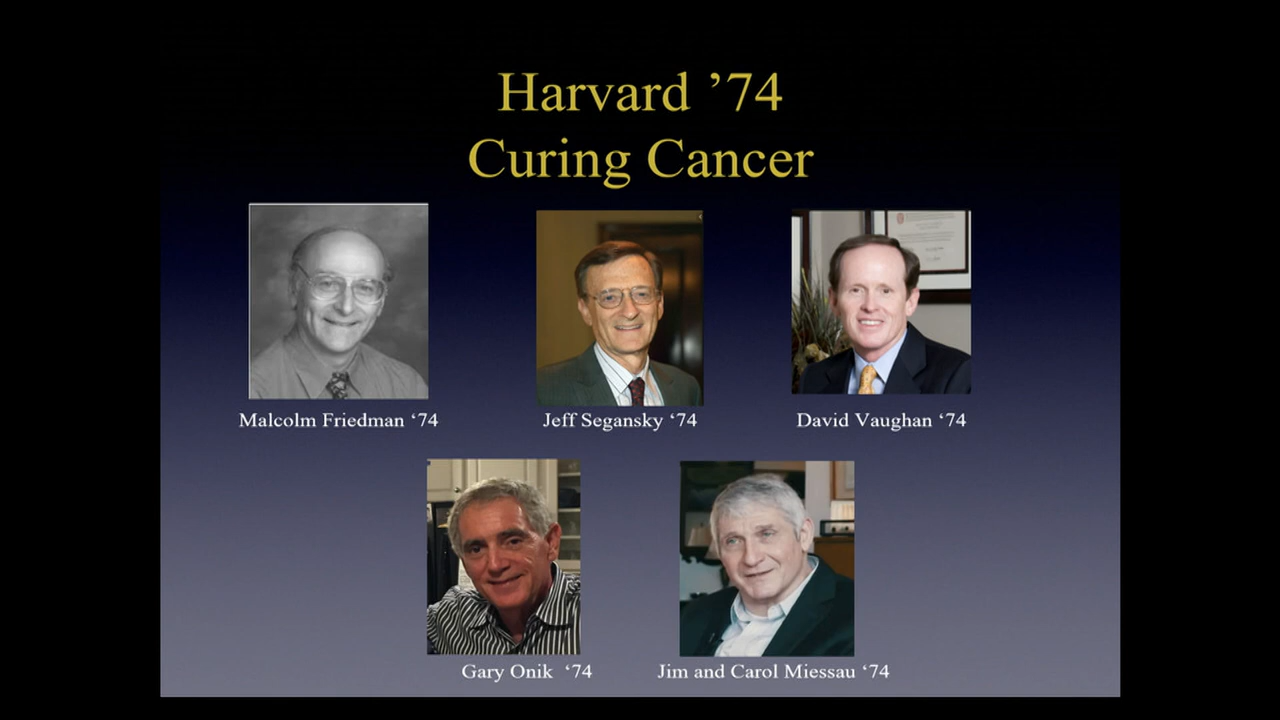 Harvard ’74
Curing Cancer
Malcolm Friedman ‘74
Jeff Segansky ‘74
David Vaughan ‘74
Gary Onik ‘74
Jim and Carol Miessau ‘74